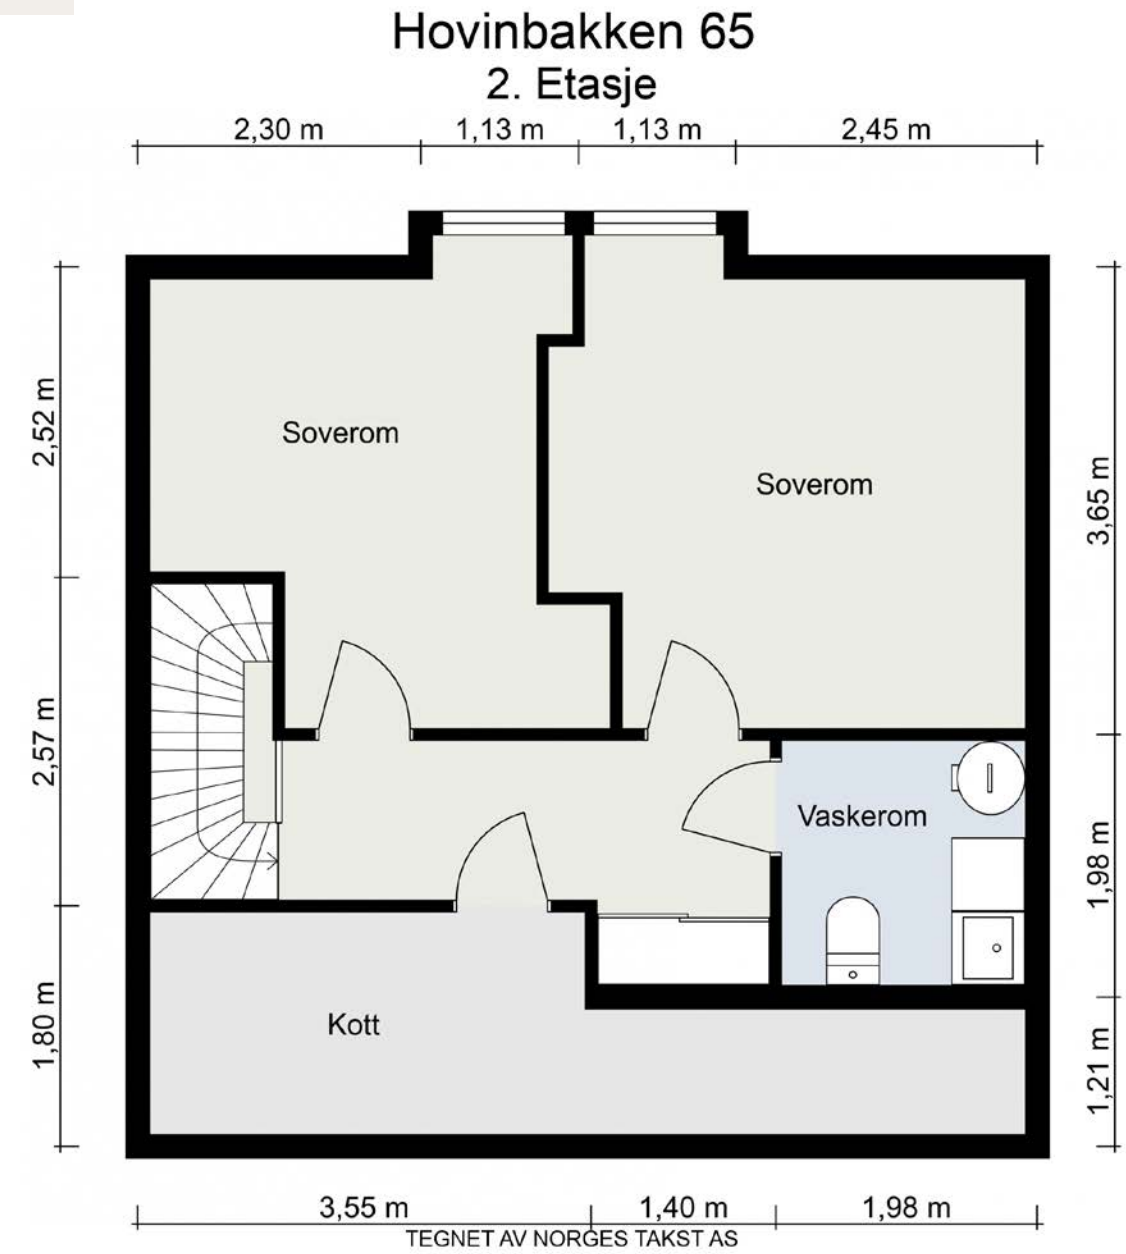 Hovinbakken 65
2. Etasje
2,30 m 1,13 m 1,13 m 2,45 m
2,52 m
Soverom
Soverom
3,65 m
2,57 m
Vaskerom
1,98 m
1,80 m
Kott
1,21 m
3,55 m 1,40 m 1,98 m
TEGNET AV NORGES TAKST AS